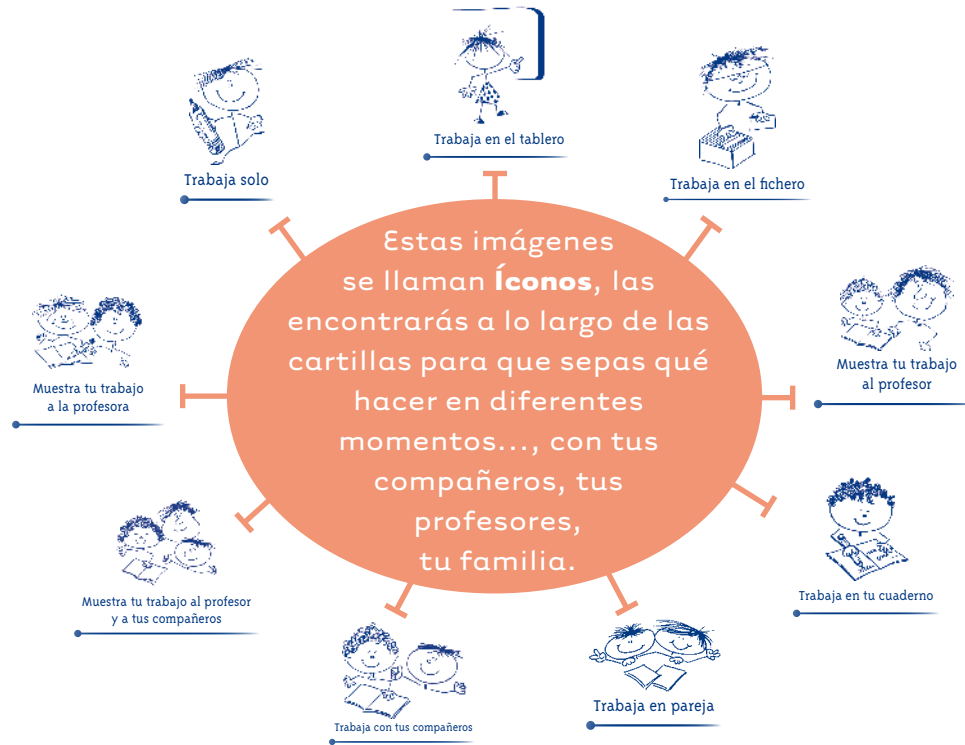 Trabaja en el tablero
Trabaja solo
Trabaja en el fichero
Estas imágenes
se llaman Íconos, las
encontrarás a lo largo de las
cartillas para que sepas qué
hacer en diferentes
momentos..., con tus
compañeros, tus
profesores,
tu familia.
Muestra tu trabajo
a la profesora
Muestra tu trabajo
al profesor
Muestra tu trabajo al profesor
y a tus compañeros
Trabaja en tu cuaderno
Trabaja con tus compañeros
Trabaja en pareja